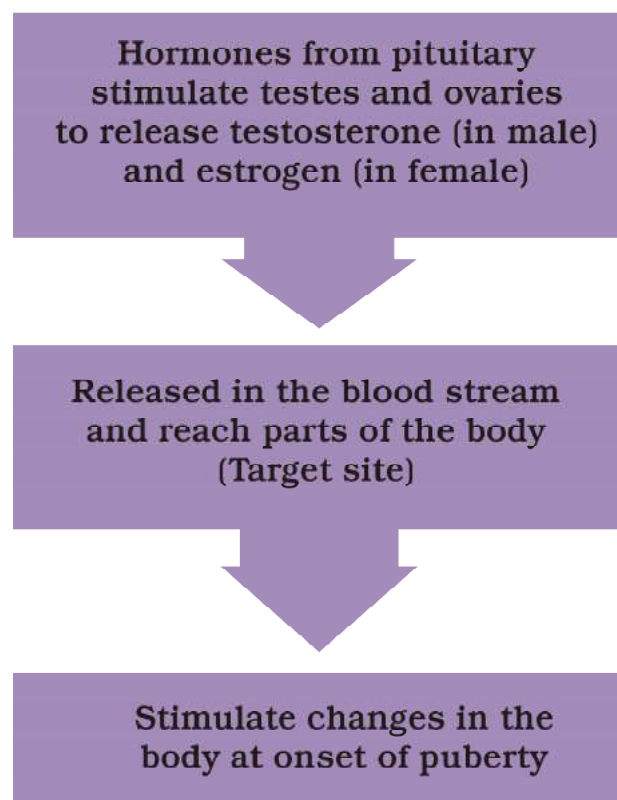 Hormones from pituitary
stimulate testes and ovaries
to release testosterone (in male)
and estrogen (in female)
Released in the blood stream
and reach parts of the body
(Target site)
Stimulate changes in the
body at onset of puberty